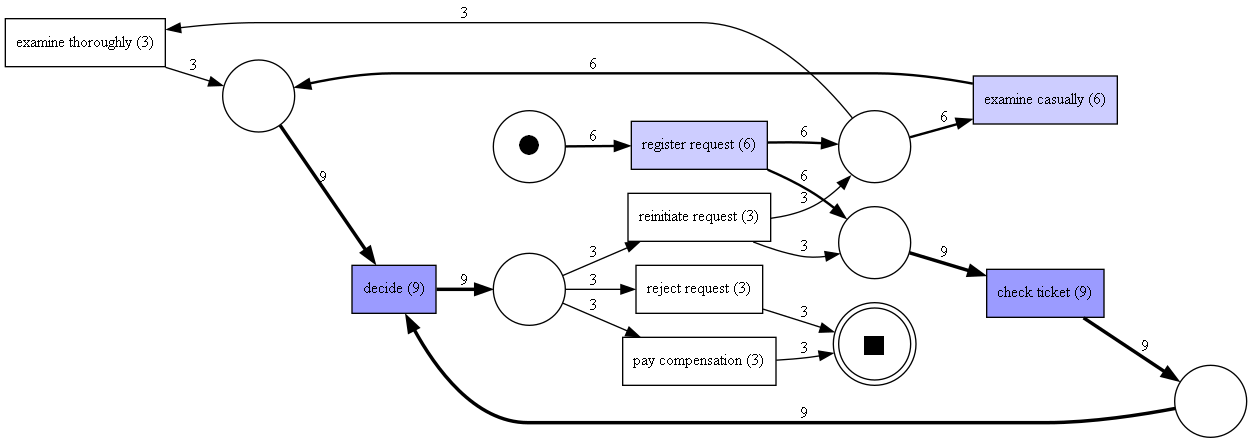 3
examine thoroughly (3)
3
6
examine casually (6)
6
6
register request (6)
6
6
9
3
reinitiate request (3)
3
3
9
decide (9)
9
3
reject request (3)
3
3
pay compensation (3)
3
check ticket (9)
9
9